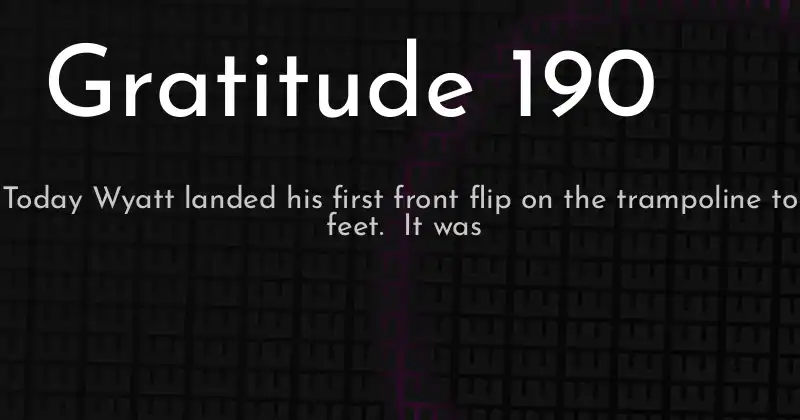 Gratitude 190
Today Wyatt landed his first front flip on the trampoline to
feet.  It was